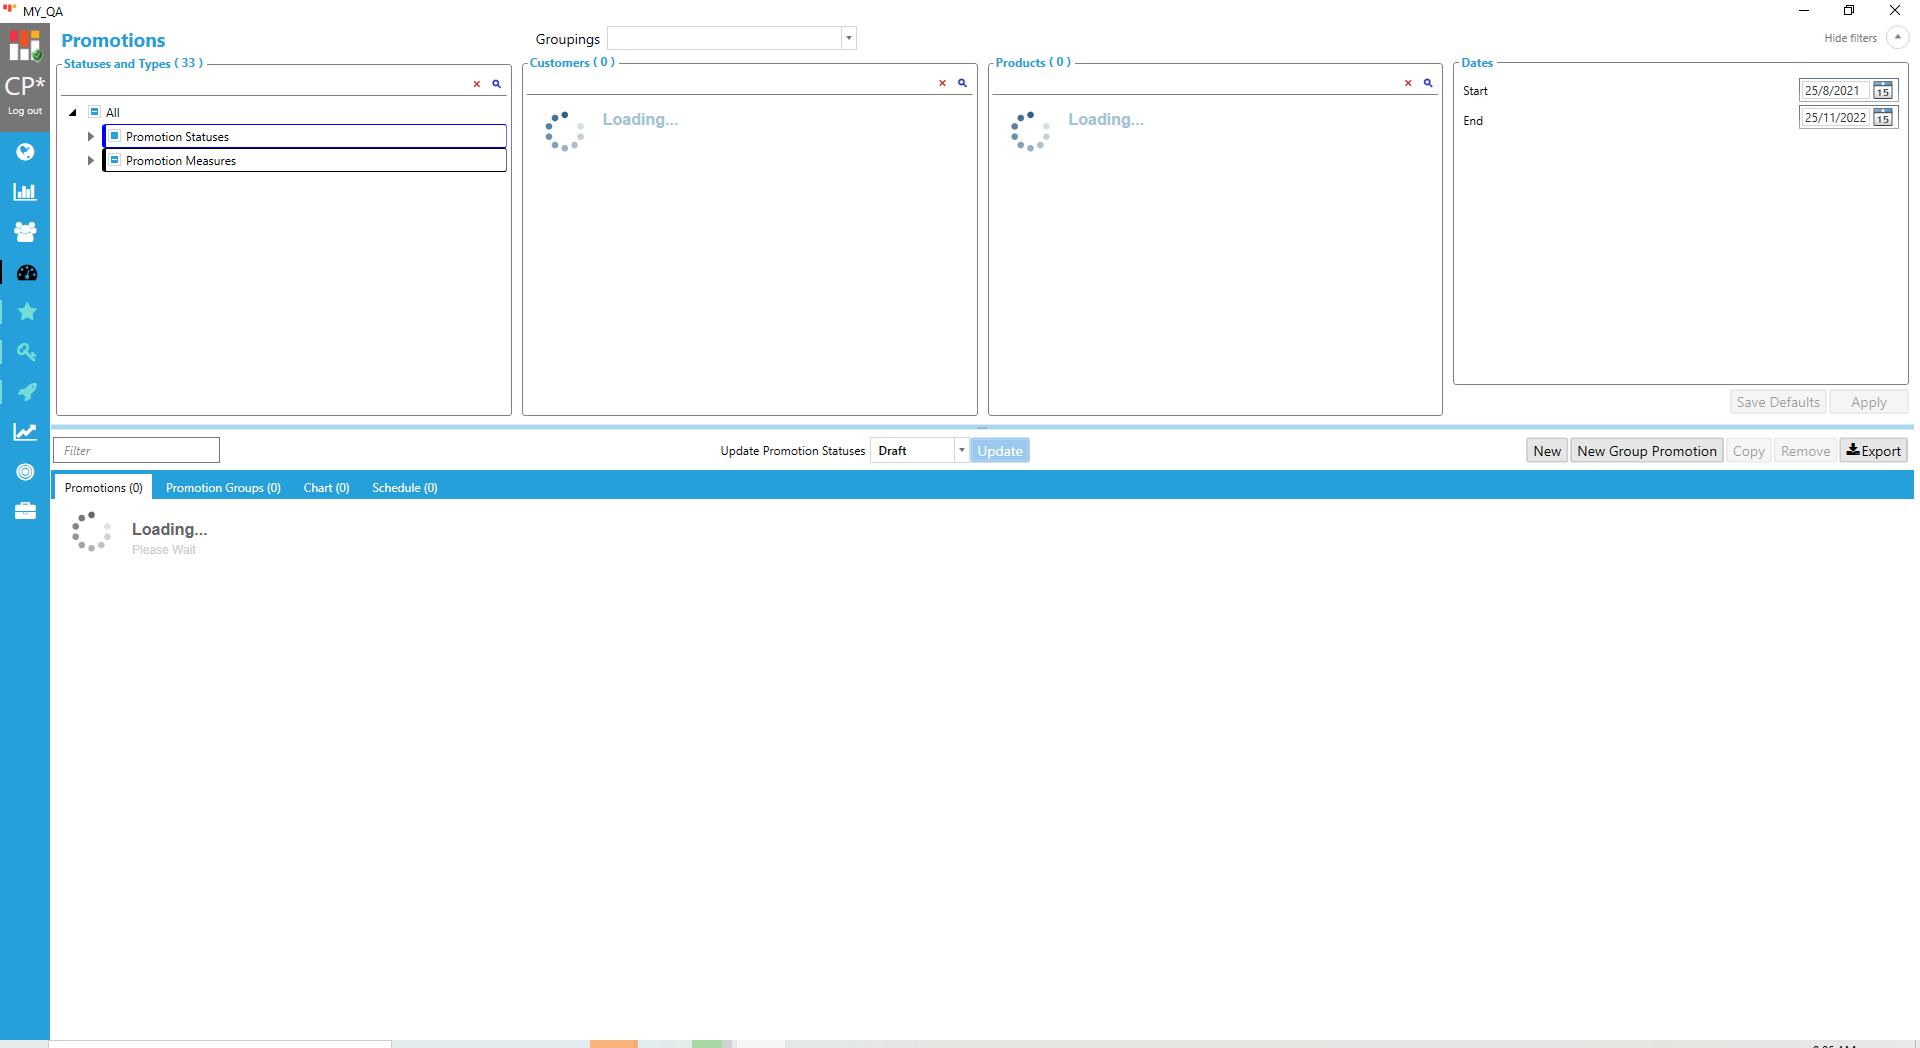 MY_QA
CP*
Log out
Promotions
Groupings
Hide filters
Statuses and Types ( 33 )
All
Promotion Statuses
Promotion Measures
Customers ( 0 )
Loading...
Products ( 0 )
Loading...
Dates
Start 25/8/2021 15
End 25/11/2022 15
Save Defaults Apply
Filter Update Promotion Statuses Draft Update New New Group Promotion Copy Remove Export
Promotions (0) Promotion Groups (0) Chart (0) Schedule (0)
Loading...
Please Wait